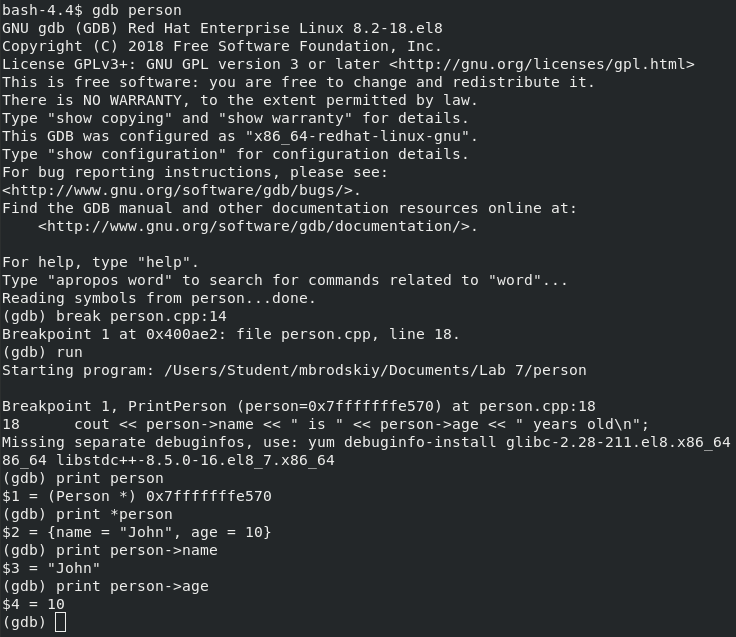 bash-4.4$ gdb person
GNU gdb (GDB) Red Hat Enterprise Linux 8.2-18.el8
Copyright (C) 2018 Free Software Foundation, Inc.
License GPLv3+: GNU GPL version 3 or later <http://gnu.org/licenses/gpl.html>
This is free software: you are free to change and redistribute it.
There is NO WARRANTY, to the extent permitted by law.
Type "show copying" and "show warranty" for details.
This GDB was configured as "x86_64-redhat-linux-gnu".
Type "show configuration" for configuration details.
For bug reporting instructions, please see:
<http://www.gnu.org/software/gdb/bugs/>.
Find the GDB manual and other documentation resources online at:
    <http://www.gnu.org/software/gdb/documentation/>.

For help, type "help".
Type "apropos word" to search for commands related to "word"...
Reading symbols from person...done.
(gdb) break person.cpp:14
Breakpoint 1 at 0x400ae2: file person.cpp, line 18.
(gdb) run
Starting program: /Users/Student/mbrodskiy/Documents/Lab 7/person

Breakpoint 1, PrintPerson (person=0x7fffffffe570) at person.cpp:18
18      cout << person->name << " is " << person->age << " years old\n";
Missing separate debuginfos, use: yum debuginfo-install glibc-2.28-211.el8.x86_64
86_64 libstdc++-8.5.0-16.el8_7.x86_64
(gdb) print person
$1 = (Person *) 0x7fffffffe570
(gdb) print *person
$2 = {name = "John", age = 10}
(gdb) print person->name
$3 = "John"
(gdb) print person->age
$4 = 10
(gdb)